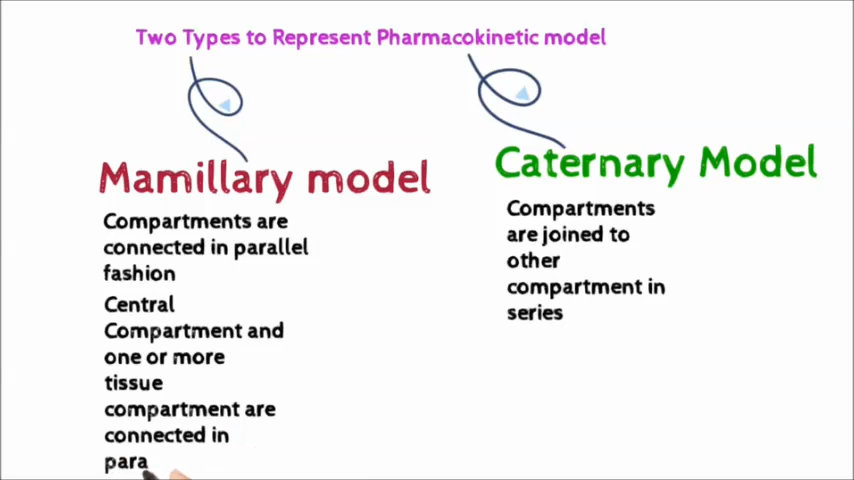 Two Types to Represent Pharmacokinetic model
Mamillary model
Compartments are
connected in parallel
fashion
Central
Compartment and
one or more
tissue
compartment are
connected in
para
Caternary Model
Compartments
are joined to
other
compartment in
series